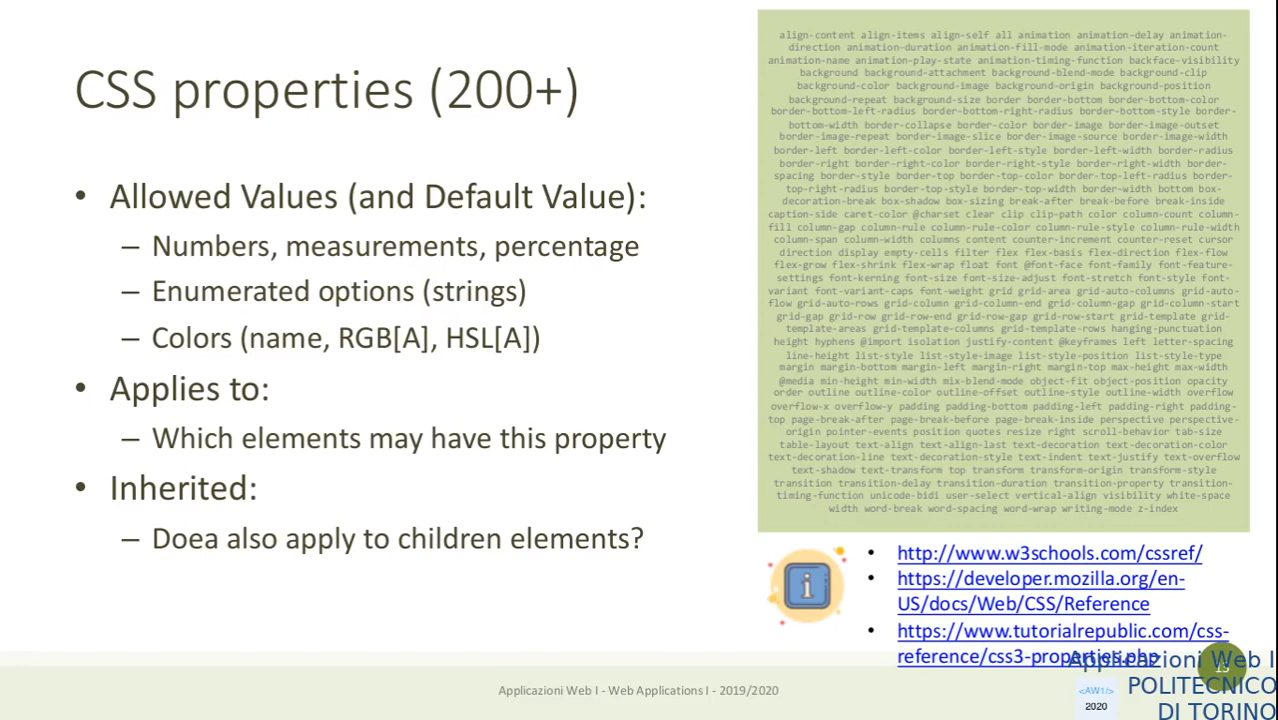 CSS properties (200+)
• Allowed Values (and Default Value):
– Numbers, measurements, percentage
– Enumerated options (strings)
– Colors (name, RGB[A], HSL[A])
• Applies to:
– Which elements may have this property
• Inherited:
– Doea also apply to children elements?
align-content align-items align-self all animation animation-delay animation-
direction animation-duration animation-fill-mode animation-iteration-count
animation-name animation-play-state animation-timing-function backface-visibility
background background-attachment background-blend-mode background-clip
background-color background-image background-origin background-position
background-repeat background-size border border-bottom border-bottom-color
border-bottom-left-radius border-bottom-right-radius border-bottom-style border-
bottom-width border-collapse border-color border-image border-image-outset
border-image-repeat border-image-slice border-image-source border-image-width
border-left border-left-color border-left-style border-left-width border-radius
border-right border-right-color border-right-style border-right-width border-
spacing border-style border-top border-top-color border-top-left-radius border-
top-right-radius border-top-style border-top-width border-width bottom box-
decoration-break box-shadow box-sizing break-after break-before break-inside
caption-side caret-color @charset clear clip clip-path color column-count column-
fill column-gap column-rule column-rule-color column-rule-style column-rule-width
column-span column-width columns content counter-increment counter-reset cursor
direction display empty-cells filter flex flex-basis flex-direction flex-flow
flex-grow flex-shrink flex-wrap float font @font-face font-family font-feature-
settings font-kerning font-size font-size-adjust font-stretch font-style font-
variant font-variant-caps font-weight grid grid-area grid-auto-columns grid-auto-
flow grid-auto-rows grid-column grid-column-end grid-column-gap grid-column-start
grid-gap grid-row grid-row-end grid-row-gap grid-row-start grid-template grid-
template-areas grid-template-columns grid-template-rows hanging-punctuation
height hyphens @import isolation justify-content @keyframes left letter-spacing
line-height list-style list-style-image list-style-position list-style-type
margin margin-bottom margin-left margin-right margin-top max-height max-width
@media min-height min-width mix-blend-mode object-fit object-position opacity
order outline outline-color outline-offset outline-style outline-width overflow
overflow-x overflow-y padding padding-bottom padding-left padding-right padding-
top page-break-after page-break-before page-break-inside perspective perspective-
origin pointer-events position quotes resize right scroll-behavior tab-size
table-layout text-align text-align-last text-decoration text-decoration-color
text-decoration-line text-decoration-style text-indent text-justify text-overflow
text-shadow text-transform top transform transform-origin transform-style
transition transition-delay transition-duration transition-property transition-
timing-function unicode-bidi user-select vertical-align visibility white-space
width word-break word-spacing word-wrap writing-mode z-index
• http://www.w3schools.com/cssref/
• https://developer.mozilla.org/en-
US/docs/Web/CSS/Reference
• https://www.tutorialrepublic.com/css-
reference/css3-properties.php
Applicazioni Web I
13
POLITECNICO
DI TORINO
<AW1/>
2020
Applicazioni Web I - Web Applications I - 2019/2020